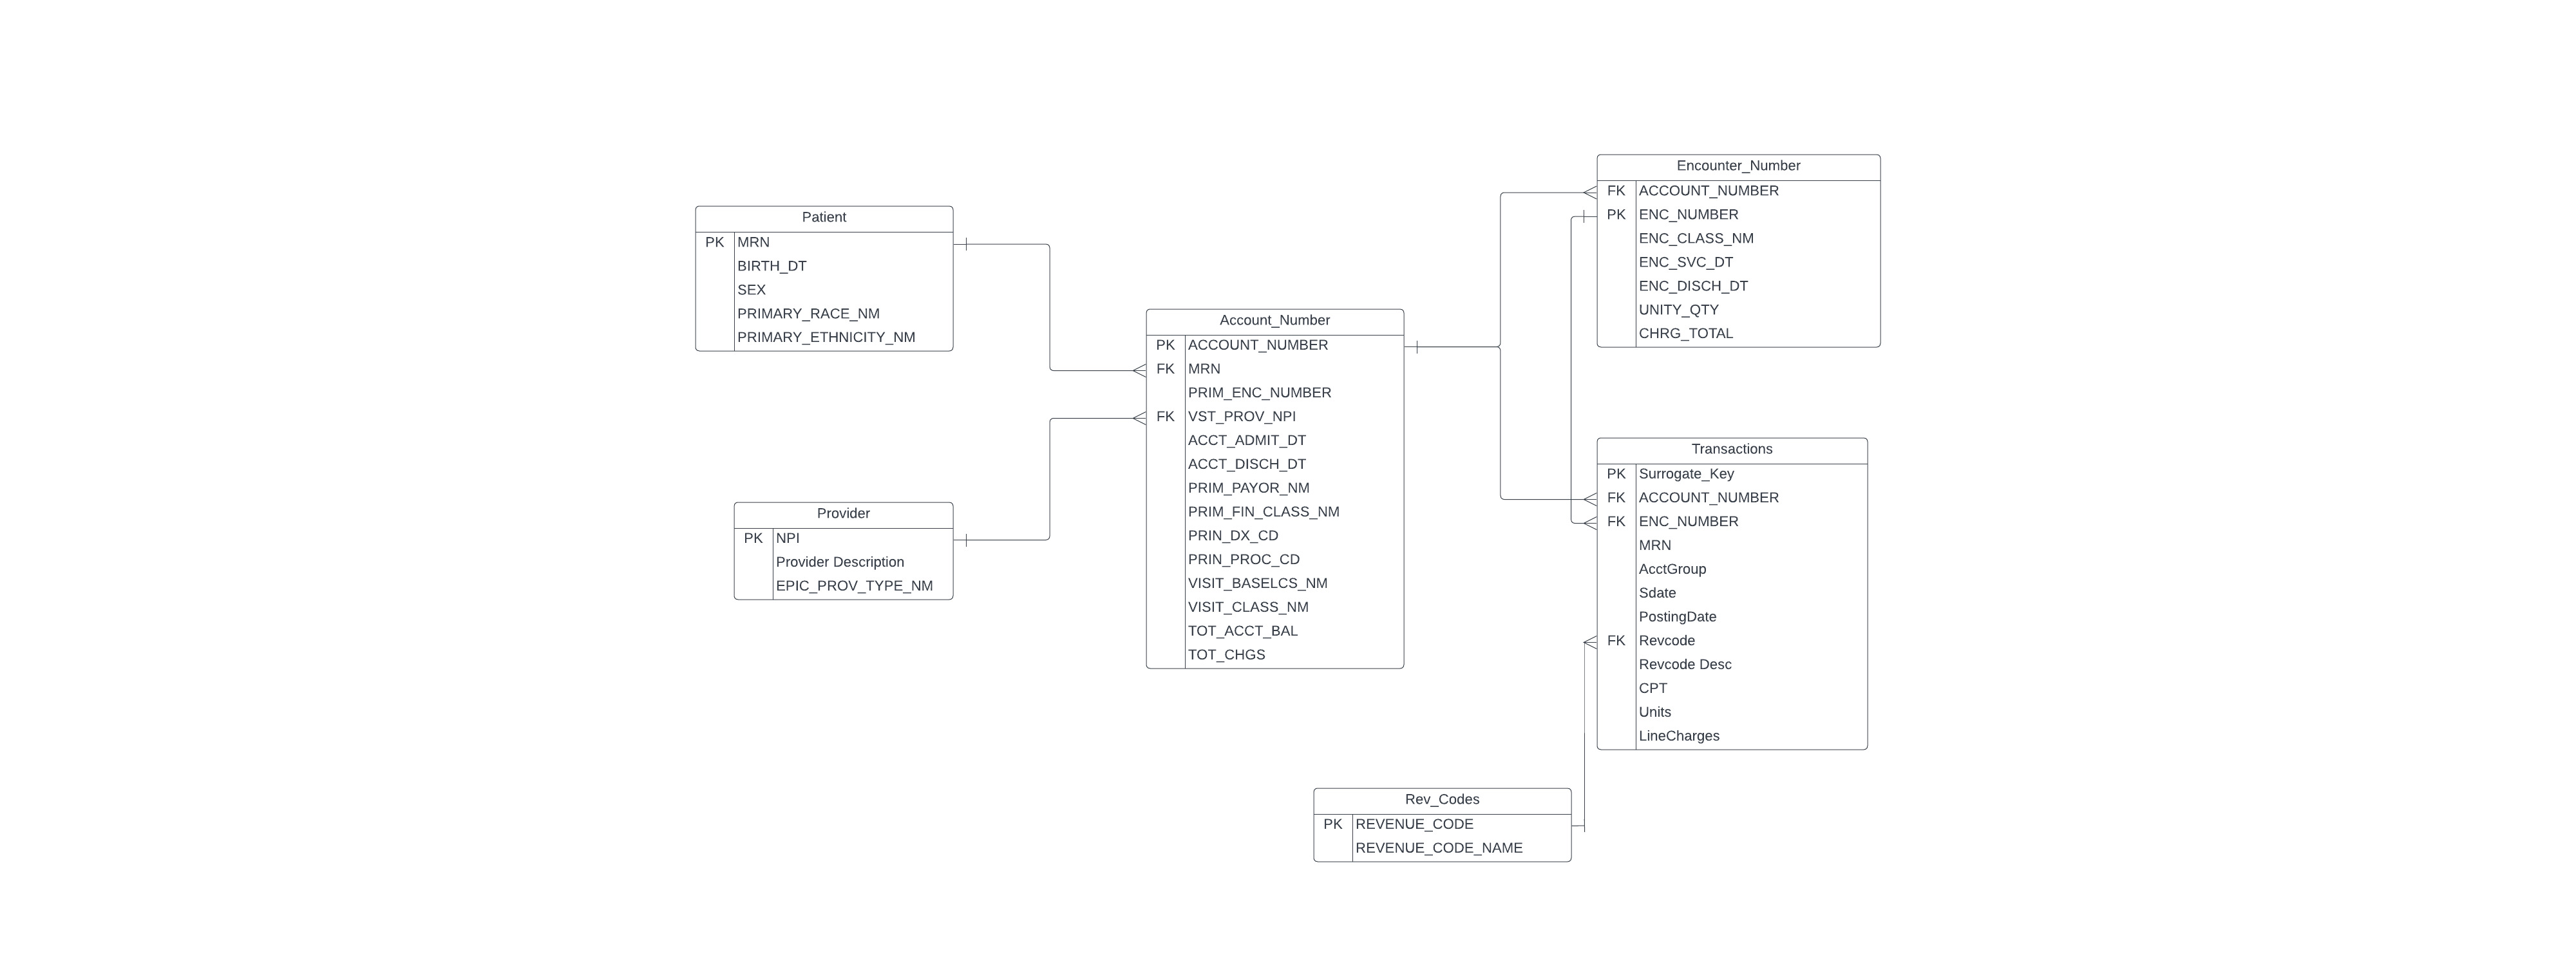 Patient
PK MRN
BIRTH_DT
SEX
PRIMARY_RACE_NM
PRIMARY_ETHNICITY_NM
Provider
PK NPI
Provider Description
EPIC_PROV_TYPE_NM
Account_Number
PK ACCOUNT_NUMBER
FK MRN
PRIM_ENC_NUMBER
FK VST_PROV_NPI
ACCT_ADMIT_DT
ACCT_DISCH_DT
PRIM_PAYOR_NM
PRIM_FIN_CLASS_NM
PRIN_DX_CD
PRIN_PROC_CD
VISIT_BASELCS_NM
VISIT_CLASS_NM
TOT_ACCT_BAL
TOT_CHGS
Encounter_Number
FK ACCOUNT_NUMBER
PK ENC_NUMBER
ENC_CLASS_NM
ENC_SVC_DT
ENC_DISCH_DT
UNITY_QTY
CHRG_TOTAL
Transactions
PK Surrogate_Key
FK ACCOUNT_NUMBER
FK ENC_NUMBER
MRN
AcctGroup
Sdate
PostingDate
FK Revcode
Revcode Desc
CPT
Units
LineCharges
Rev_Codes
PK REVENUE_CODE
REVENUE_CODE_NAME